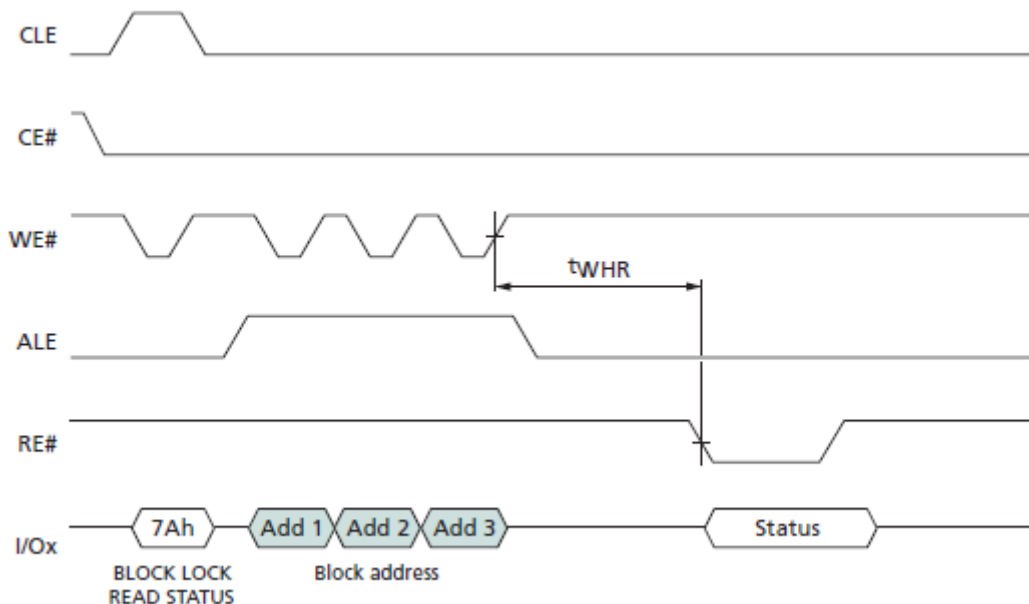 CLE
CE#
WE#
tWHR
ALE
RE#
I/Ox
7Ah
Add 1
Add 2
Add 3
Status
BLOCK LOCK
READ STATUS
Block address